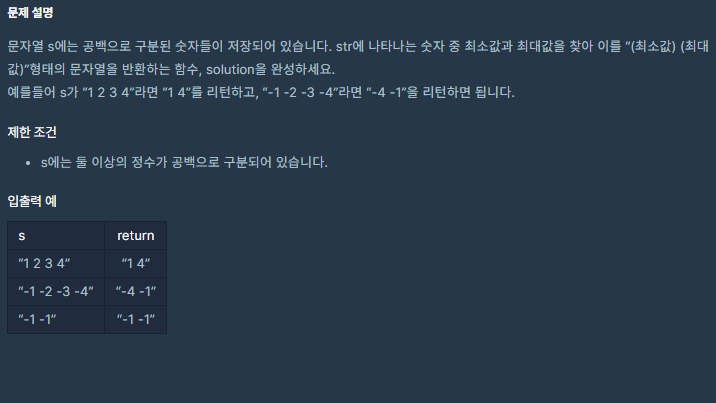 문제 설명
문자열 s에는 공백으로 구분된 숫자들이 저장되어 있습니다. str에 나타나는 숫자 중 최소값과 최대값을 찾아 이를 “(최소값) (최대
값)”형태의 문자열을 반환하는 함수, solution을 완성하세요.
예를들어 s가 “1 2 3 4”라면 “1 4”를 리턴하고, “-1 -2 -3 -4”라면 “-4 -1”을 리턴하면 됩니다.
제한 조건
• s에는 둘 이상의 정수가 공백으로 구분되어 있습니다.
입출력 예
s return
“1 2 3 4” “1 4”
“-1 -2 -3 -4” “-4 -1”
“-1 -1” “-1 -1”